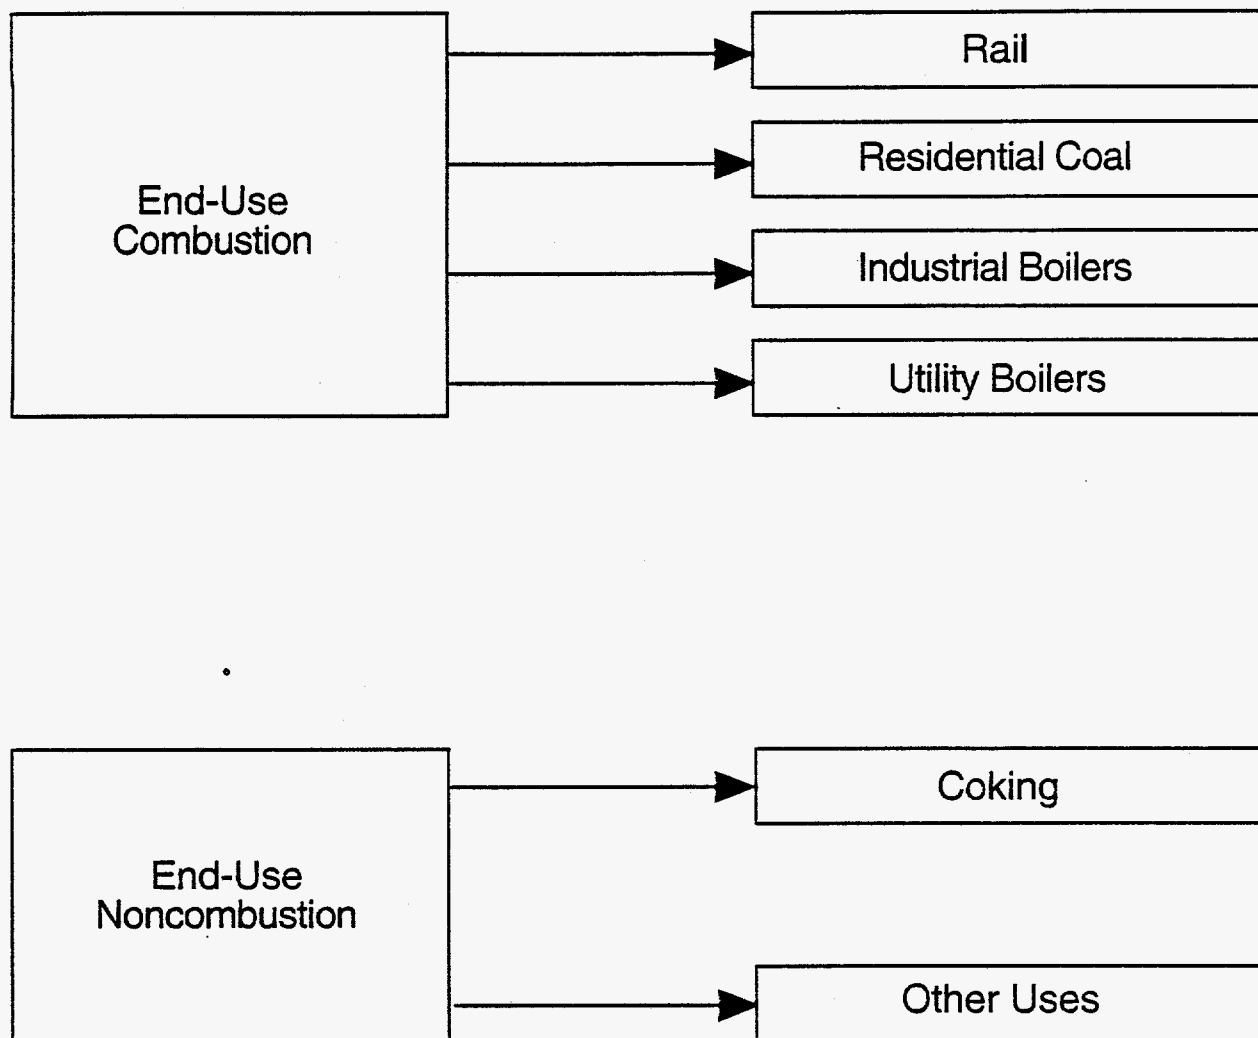 Rail
Residential Coal
End-Use
Combustion
Industrial Boilers
Utility Boilers
Coking
End-Use
Noncombustion
Other Uses